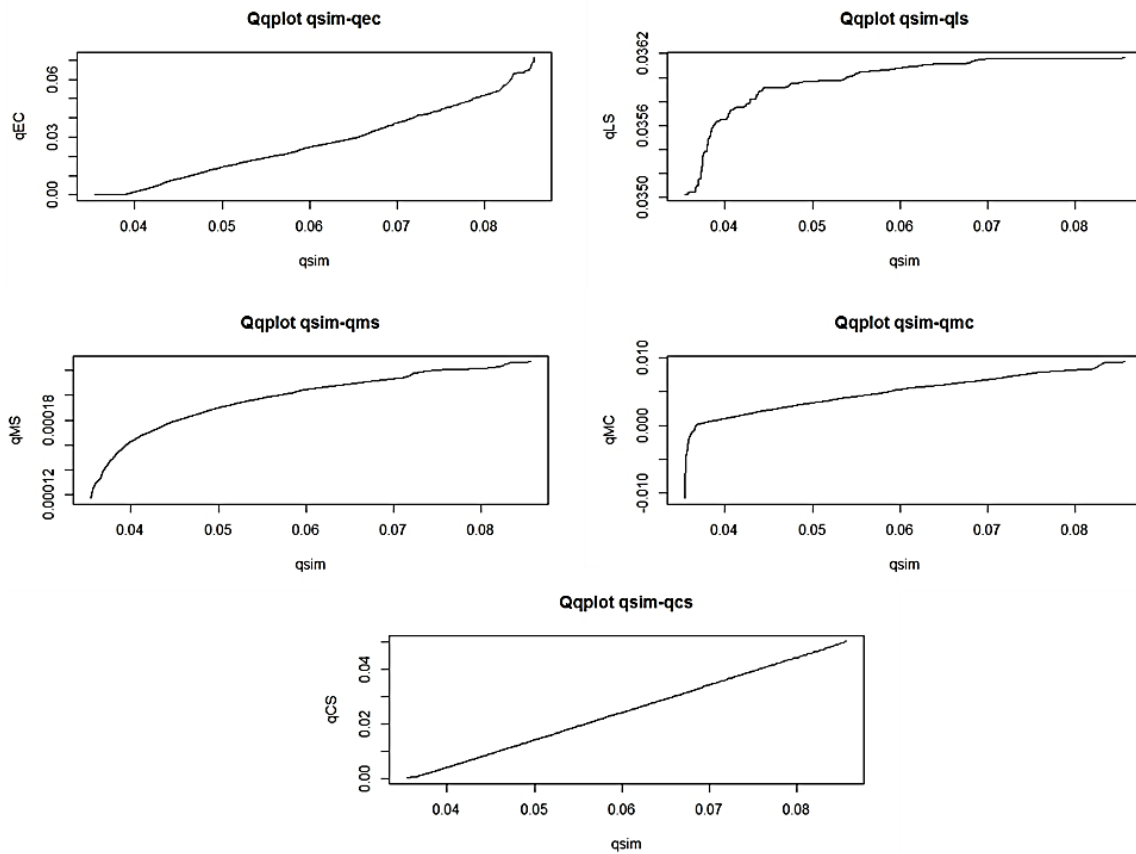 Qqplot qsim-qec
qEC
0.00 0.03 0.06
0.04 0.05 0.06 0.07 0.08
qsim
Qqplot qsim-qls
qLS
0.0350 0.0356 0.0362
0.04 0.05 0.06 0.07 0.08
qsim
Qqplot qsim-qms
qMS
0.00012 0.00018
0.04 0.05 0.06 0.07 0.08
qsim
Qqplot qsim-qmc
qMC
-0.010 0.000 0.010
0.04 0.05 0.06 0.07 0.08
qsim
Qqplot qsim-qcs
qCS
0.00 0.02 0.04
0.04 0.05 0.06 0.07 0.08
qsim